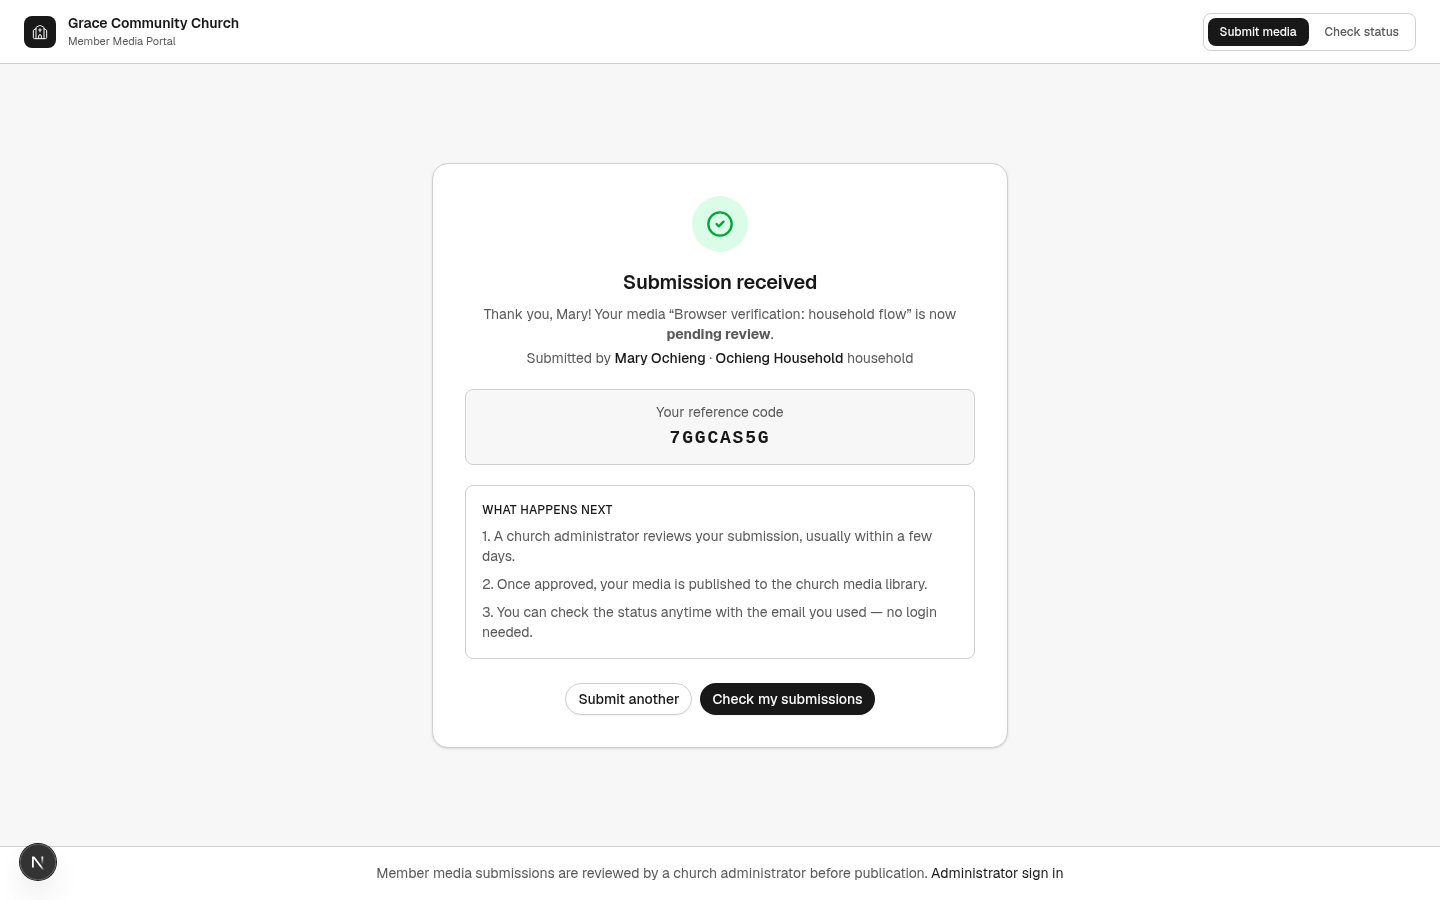 Grace Community Church
Member Media Portal
Submit media
Check status
Submission received
Thank you, Mary! Your media “Browser verification: household flow” is now
pending review.
Submitted by Mary Ochieng · Ochieng Household household
Your reference code
7GGCAS5G
WHAT HAPPENS NEXT
1. A church administrator reviews your submission, usually within a few
days.
2. Once approved, your media is published to the church media library.
3. You can check the status anytime with the email you used — no login
needed.
Submit another
Check my submissions
N
Member media submissions are reviewed by a church administrator before publication. Administrator sign in